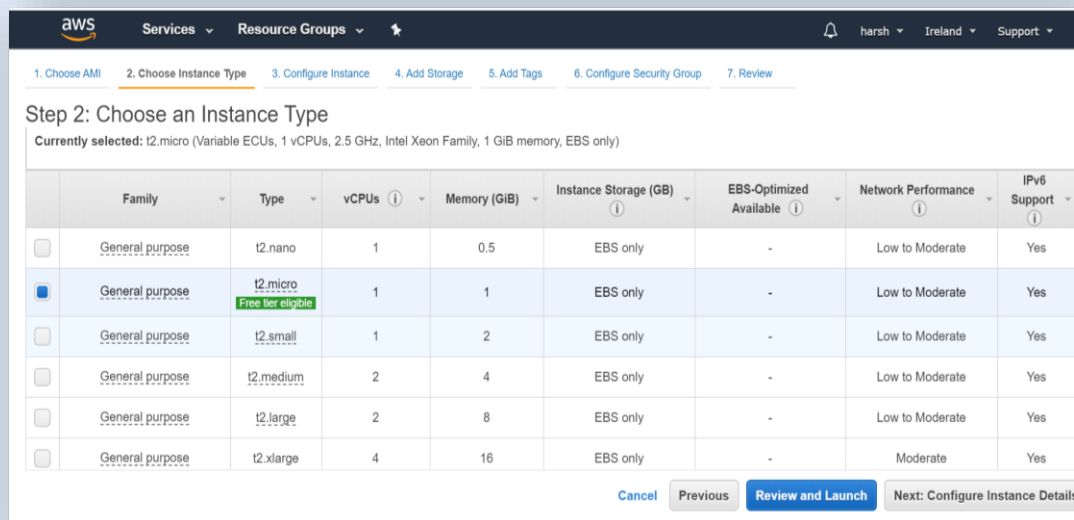 aws Services Resource Groups harsh Ireland Support
1. Choose AMI 2. Choose Instance Type 3. Configure Instance 4. Add Storage 5. Add Tags 6. Configure Security Group 7. Review
Step 2: Choose an Instance Type
Currently selected: t2.micro (Variable ECUs, 1 vCPUs, 2.5 GHz, Intel Xeon Family, 1 GiB memory, EBS only)
Family Type vCPUs Memory (GiB) Instance Storage (GB) EBS-Optimized Available Network Performance IPv6 Support
General purpose t2.nano 1 0.5 EBS only - Low to Moderate Yes
General purpose t2.micro Free tier eligible 1 1 EBS only - Low to Moderate Yes
General purpose t2.small 1 2 EBS only - Low to Moderate Yes
General purpose t2.medium 2 4 EBS only - Low to Moderate Yes
General purpose t2.large 2 8 EBS only - Low to Moderate Yes
General purpose t2.xlarge 4 16 EBS only - Moderate Yes
Cancel Previous Review and Launch Next: Configure Instance Details